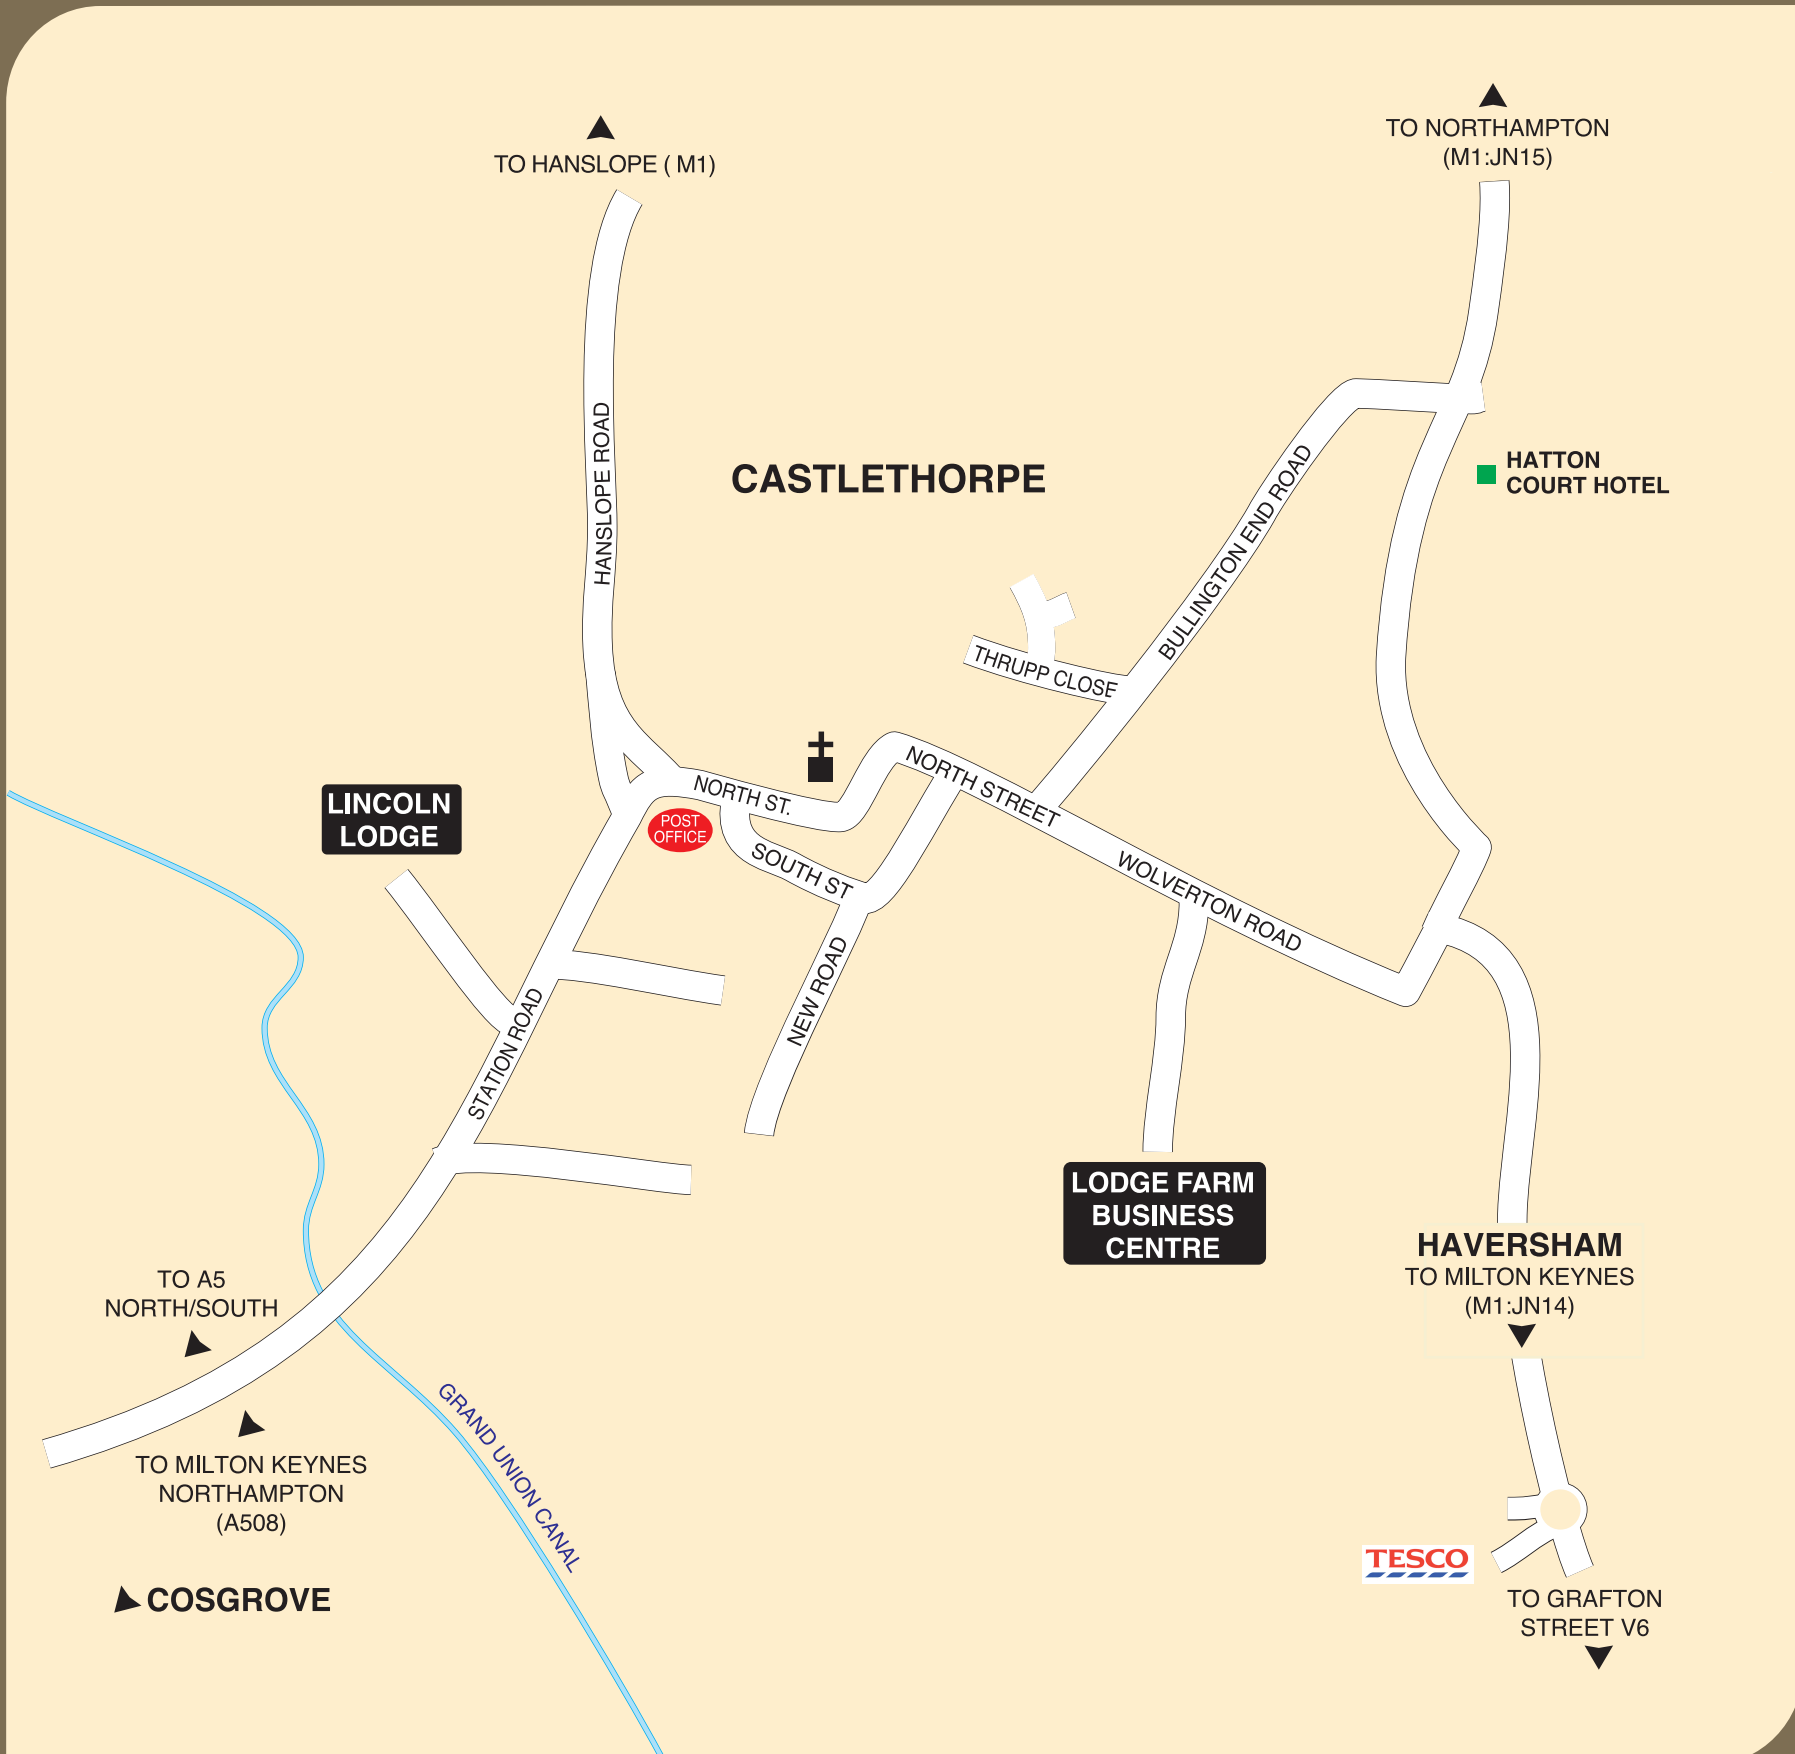 TO NORTHAMPTON
(M1:JN15)
TO HANSLOPE ( M1)
HANSLOPE ROAD
CASTLETHORPE
HATTON
COURT HOTEL
BULLINGTON END ROAD
THRUPP CLOSE
NORTH ST.
NORTH STREET
LINCOLN
LODGE
POST
OFFICE
SOUTH ST
WOLVERTON ROAD
NEW ROAD
STATION ROAD
LODGE FARM
BUSINESS
CENTRE
HAVERSHAM
TO MILTON KEYNES
(M1:JN14)
TO A5
NORTH/SOUTH
GRAND UNION CANAL
TO MILTON KEYNES
NORTHAMPTON
(A508)
TESCO
COSGROVE
TO GRAFTON
STREET V6